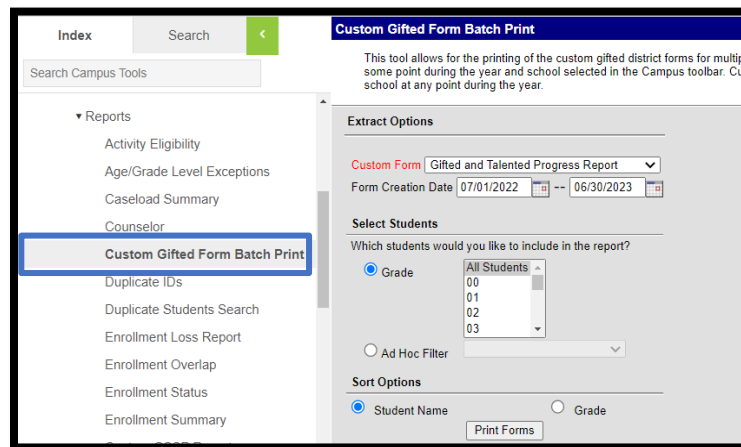 Index
Search
<
Search Campus Tools
Reports
Activity Eligibility
Age/Grade Level Exceptions
Caseload Summary
Counselor
Custom Gifted Form Batch Print
Duplicate IDs
Duplicate Students Search
Enrollment Loss Report
Enrollment Overlap
Enrollment Status
Enrollment Summary
Custom Gifted Form Batch Print
This tool allows for the printing of the custom gifted district forms for multip
some point during the year and school selected in the Campus toolbar. Cu
school at any point during the year.
Extract Options
Custom Form Gifted and Talented Progress Report
Form Creation Date 07/01/2022 -- 06/30/2023
Select Students
Which students would you like to include in the report?
Grade
All Students
00
01
02
03
Ad Hoc Filter
Sort Options
Student Name Grade
Print Forms